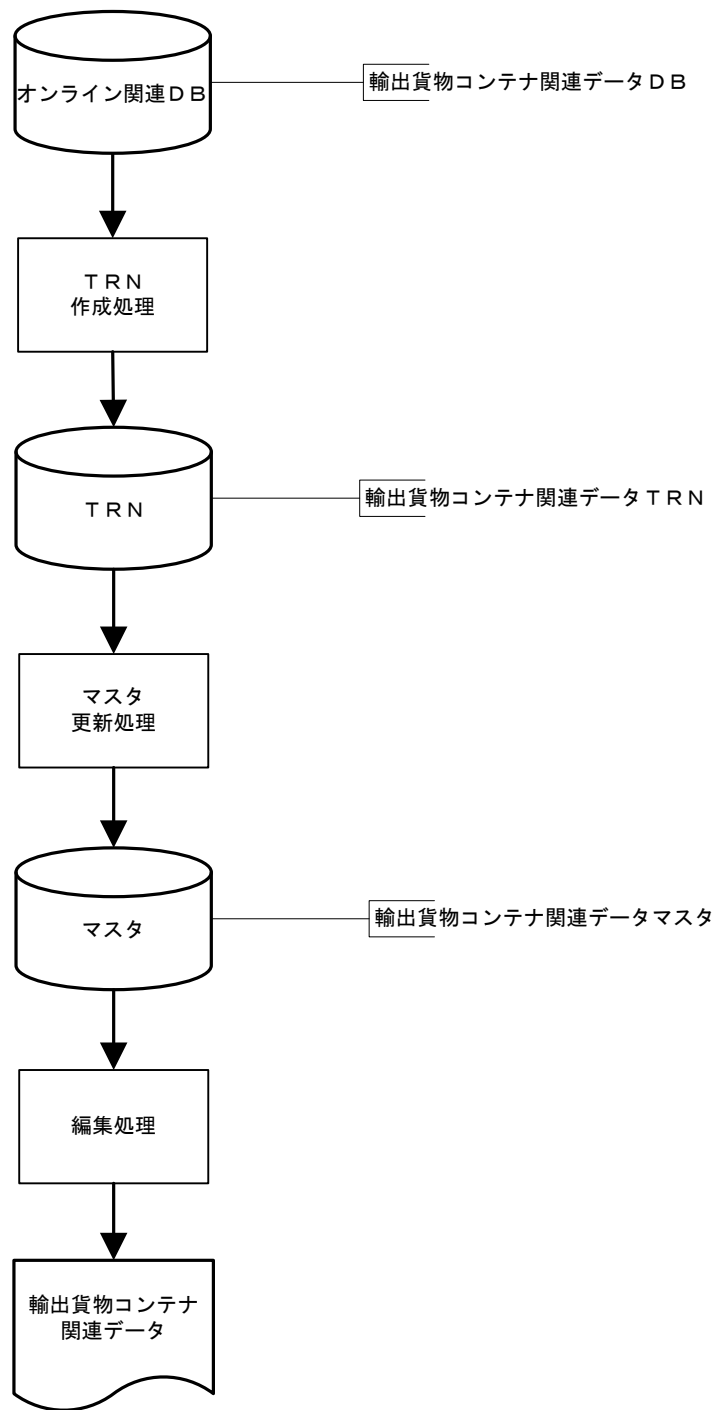 オンライン関連ＤＢ
輸出貨物コンテナ関連データＤＢ
ＴＲＮ
作成処理
ＴＲＮ
輸出貨物コンテナ関連データＴＲＮ
マスタ
更新処理
マスタ
輸出貨物コンテナ関連データマスタ
編集処理
輸出貨物コンテナ
関連データ